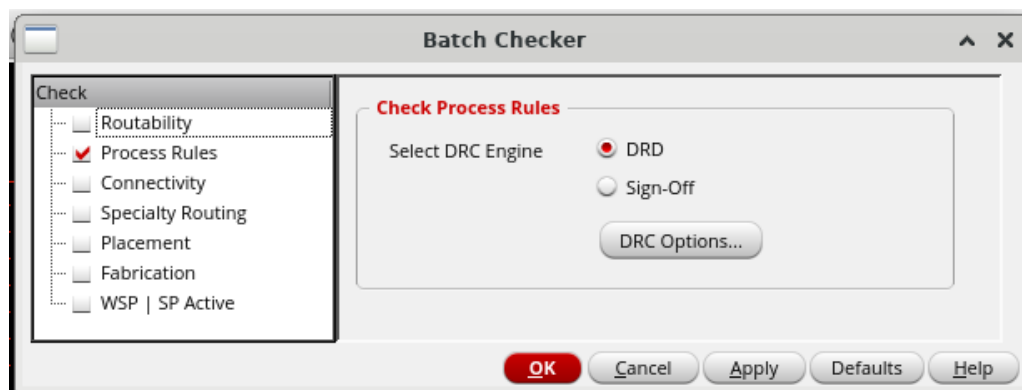 Batch Checker
Check
Routability
Process Rules
Connectivity
Specialty Routing
Placement
Fabrication
WSP | SP Active
Check Process Rules
Select DRC Engine
DRD
Sign-Off
DRC Options...
OK Cancel Apply Defaults Help